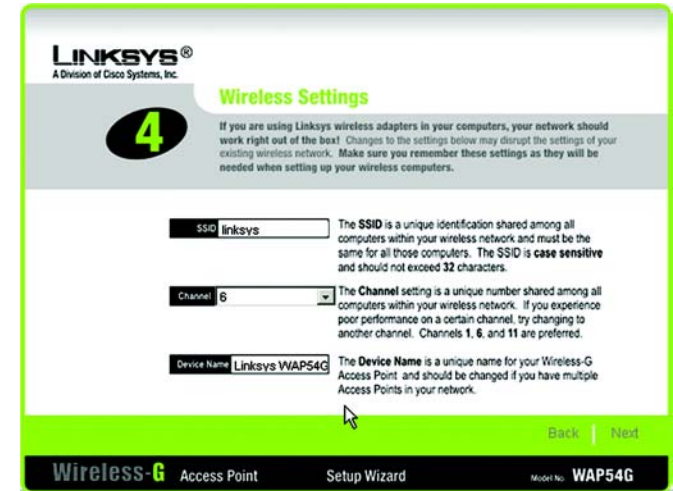 LINKSYS®
A Division of Cisco Systems, Inc.
4
Wireless Settings
If you are using Linksys wireless adapters in your computers, your network should
work right out of the box! Changes to the settings below may disrupt the settings of your
existing wireless network. Make sure you remember these settings as they will be
needed when setting up your wireless computers.
SSID linksys
The SSID is a unique identification shared among all
computers within your wireless network and must be the
same for all those computers. The SSID is case sensitive
and should not exceed 32 characters.
Channel 6
The Channel setting is a unique number shared among all
computers within your wireless network. If you experience
poor performance on a certain channel, try changing to
another channel. Channels 1, 6, and 11 are preferred.
Device Name Linksys WAP54G
The Device Name is a unique name for your Wireless-G
Access Point and should be changed if you have multiple
Access Points in your network.
Back | Next
Wireless-G Access Point Setup Wizard Model No. WAP54G